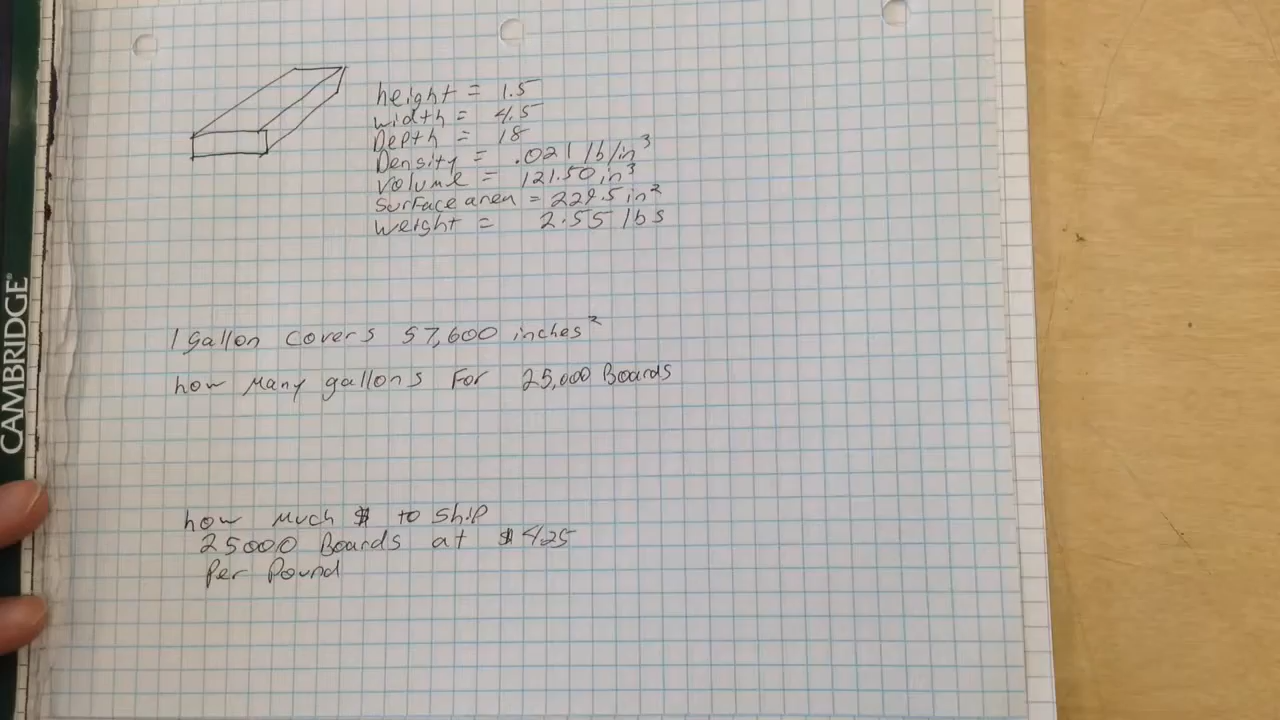 height = 1.5
width = 4.5
Depth = 18
Density = .021 lb/in³
Volume = 121.50 in³
Surface area = 229.5 in²
Weight = 2.55 lbs
1 gallon covers 57,600 inches²
how many gallons for 25,000 Boards
how much $ to ship
25000 Boards at $425
Per Pound
CAMBRIDGE®